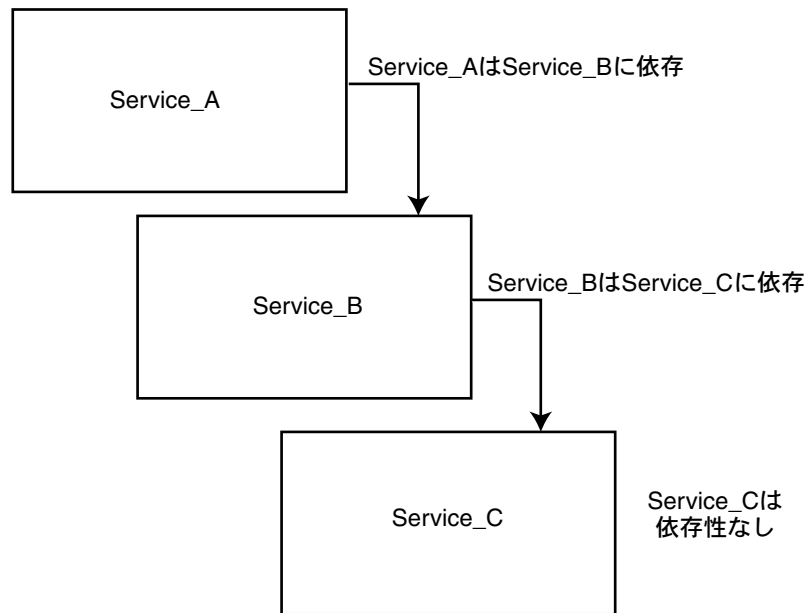 Service_AはService_Bに依存
Service_A
Service_BはService_Cに依存
Service_B
Service_Cは
依存性なし
Service_C